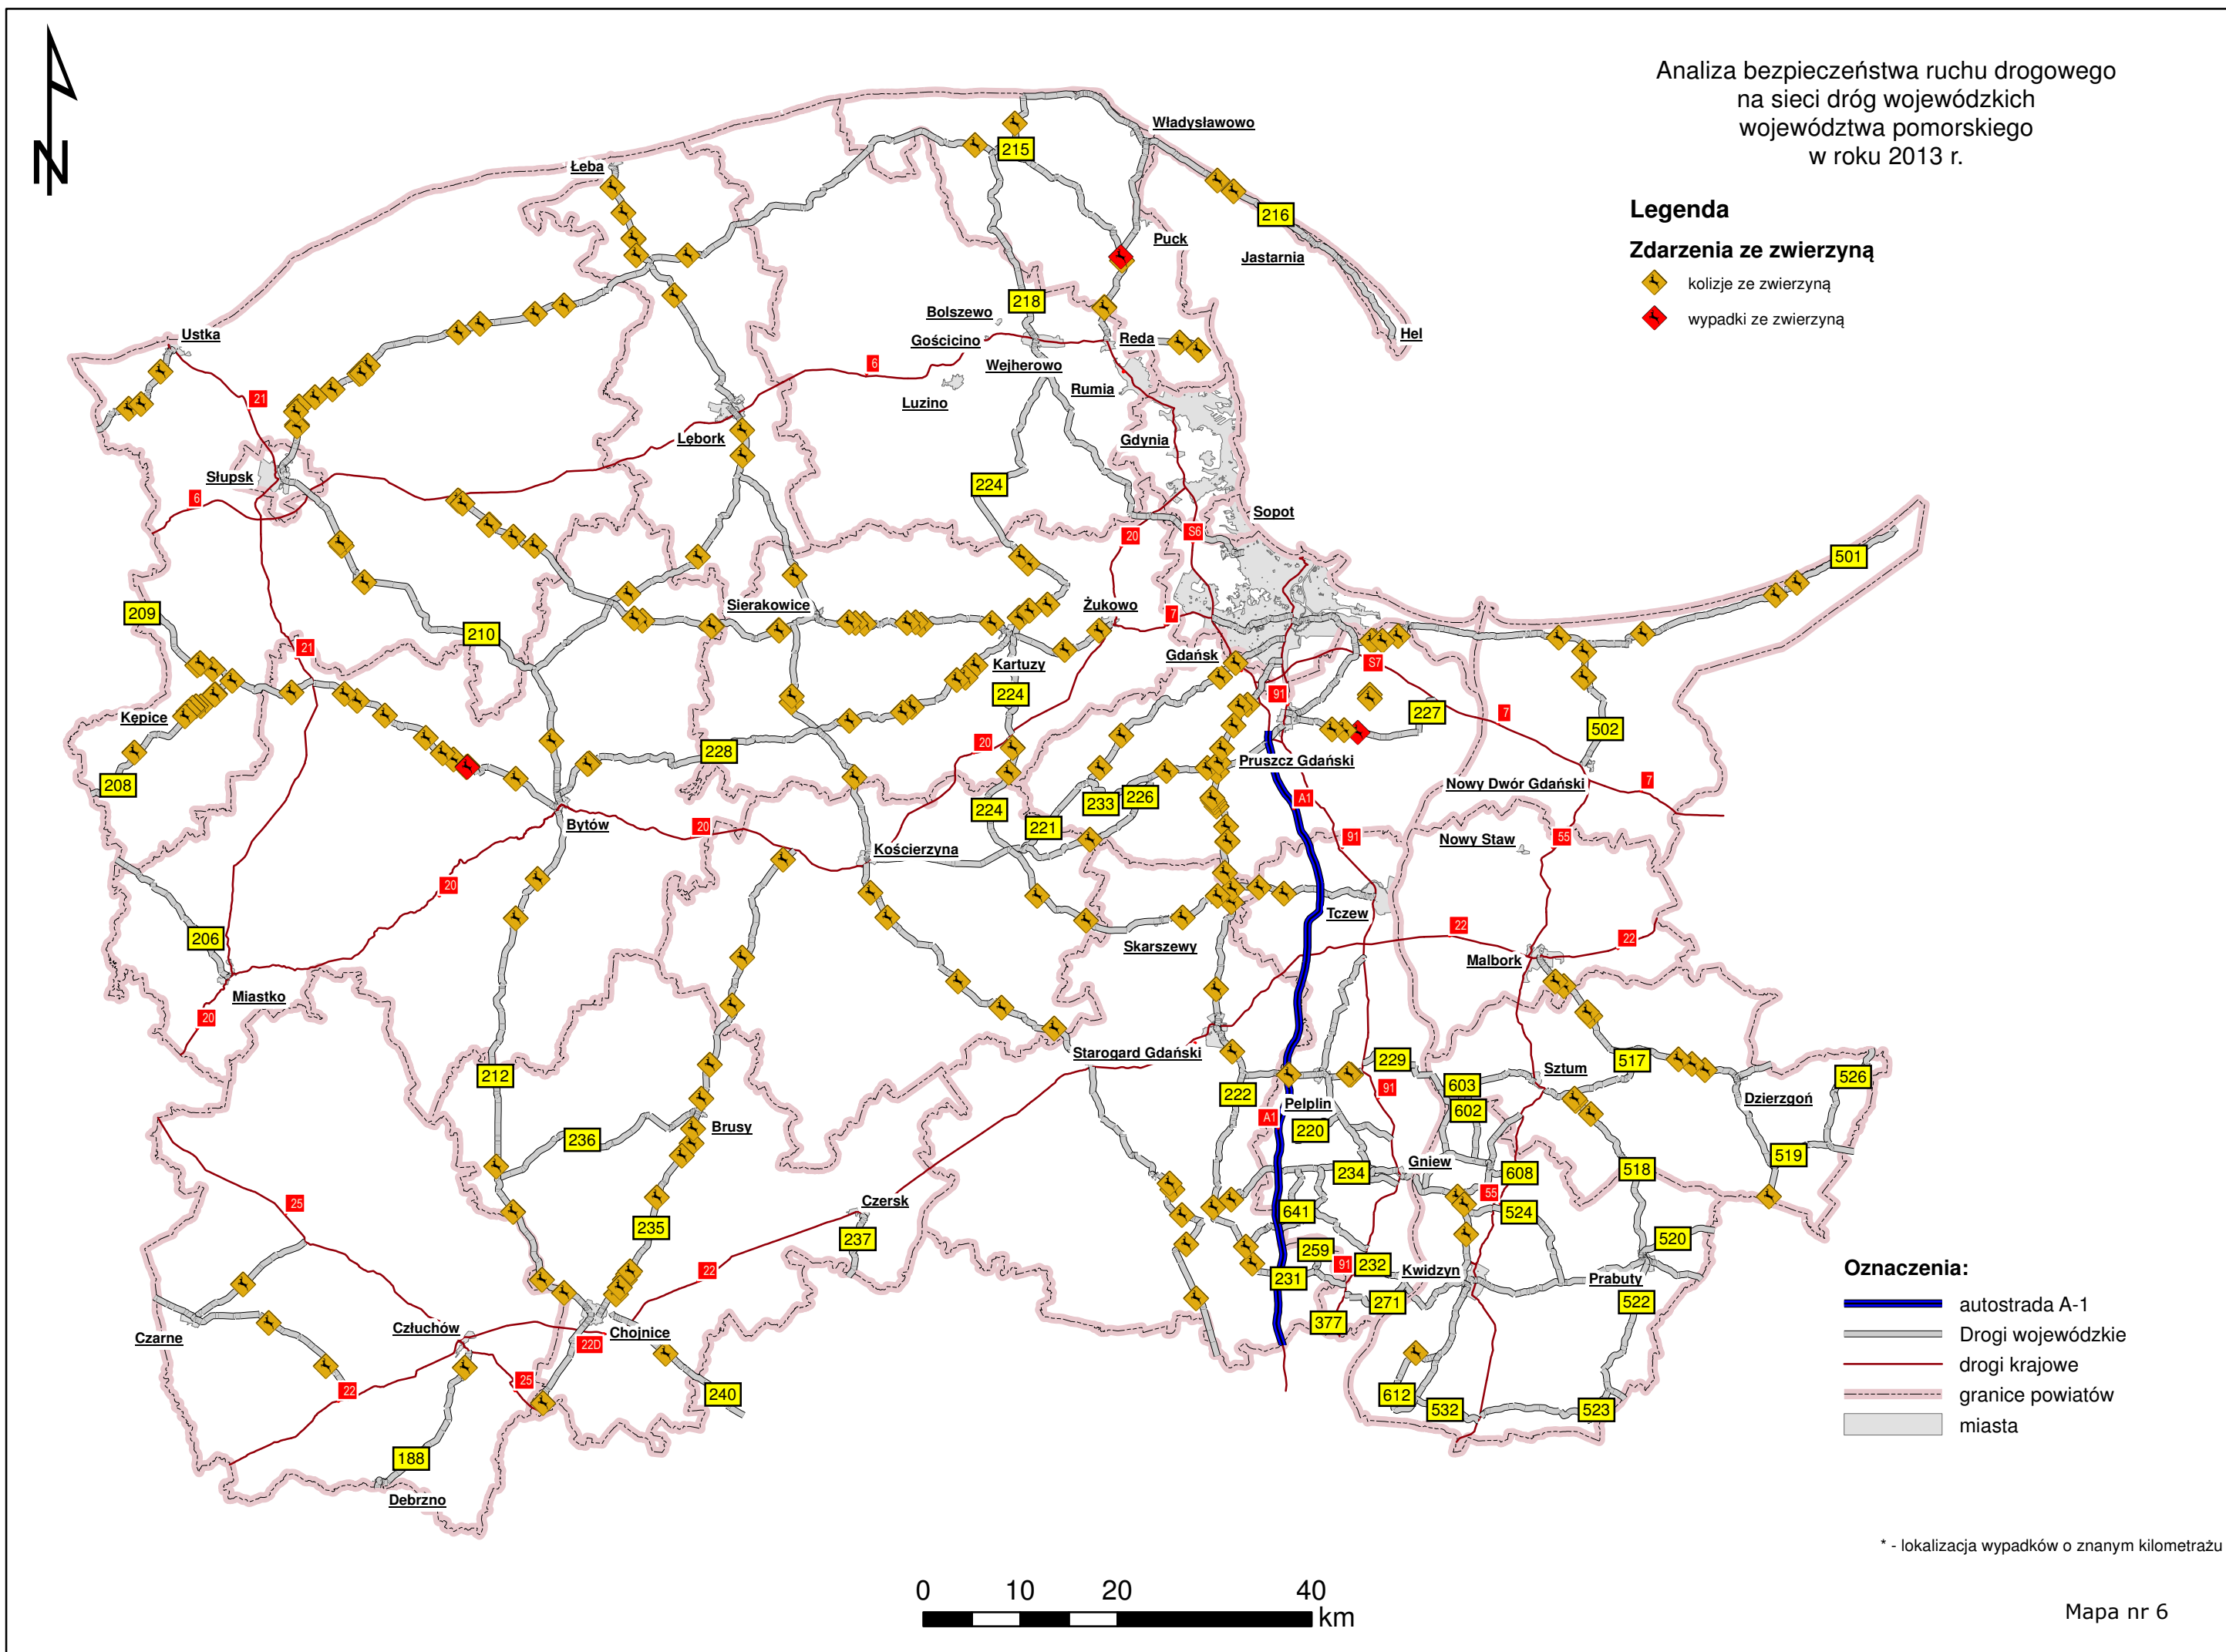 Analiza bezpieczeństwa ruchu drogowego
na sieci dróg wojewódzkich
województwa pomorskiego
w roku 2013 r.
Legenda
Zdarzenia ze zwierzyną
kolizje ze zwierzyną
wypadki ze zwierzyną
N
Władysławowo
215
Łeba
216
Puck
Jastarnia
218
Bolszewo
Ustka
Gościcino
Reda
Hel
Wejherowo
6
Rumia
Luzino
21
Lębork
Gdynia
Słupsk
224
6
Sopot
20
S6
501
Sierakowice
Żukowo
209
7
210
21
Kartuzy
Gdańsk
S7
224
91
Kępice
227
7
502
20
228
Pruszcz Gdański
208
Nowy Dwór Gdański
7
233
226
A1
224
Bytów
20
221
91
55
Nowy Staw
Kościerzyna
20
Tczew
206
22
22
Skarszewy
Malbork
Miastko
20
Starogard Gdański
229
517
212
Sztum
526
603
91
222
Dzierzgoń
Pelplin
602
A1
Brusy
220
236
519
Gniew
234
608
518
55
25
Czersk
641
524
235
237
520
259
22
91
232
Kwidzyn
231
Prabuty
271
522
377
Czarne
Człuchów
Chojnice
22D
25
22
240
612
532
523
188
Debrzno
Oznaczenia:
autostrada A-1
Drogi wojewódzkie
drogi krajowe
granice powiatów
miasta
* - lokalizacja wypadków o znanym kilometrażu
0 10 20 40
km
Mapa nr 6